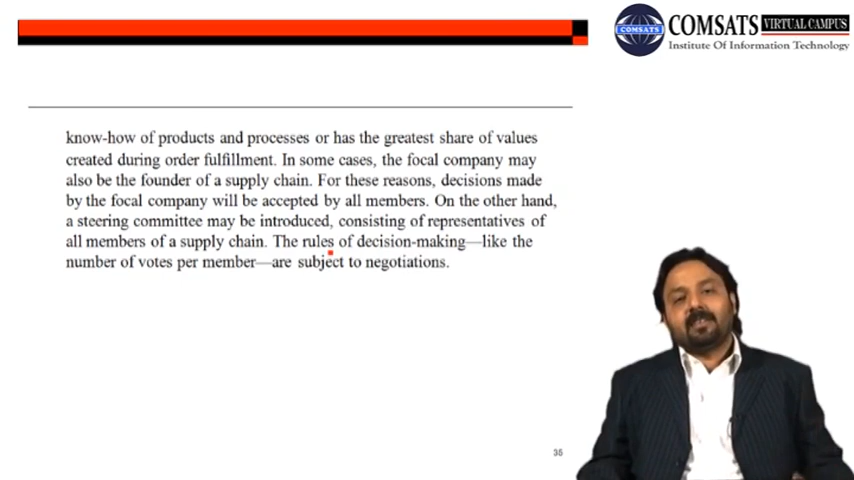 COMSATS
COMSATS VIRTUAL CAMPUS
Institute Of Information Technology
know-how of products and processes or has the greatest share of values
created during order fulfillment. In some cases, the focal company may
also be the founder of a supply chain. For these reasons, decisions made
by the focal company will be accepted by all members. On the other hand,
a steering committee may be introduced, consisting of representatives of
all members of a supply chain. The rules of decision-making—like the
number of votes per member—are subject to negotiations.
35